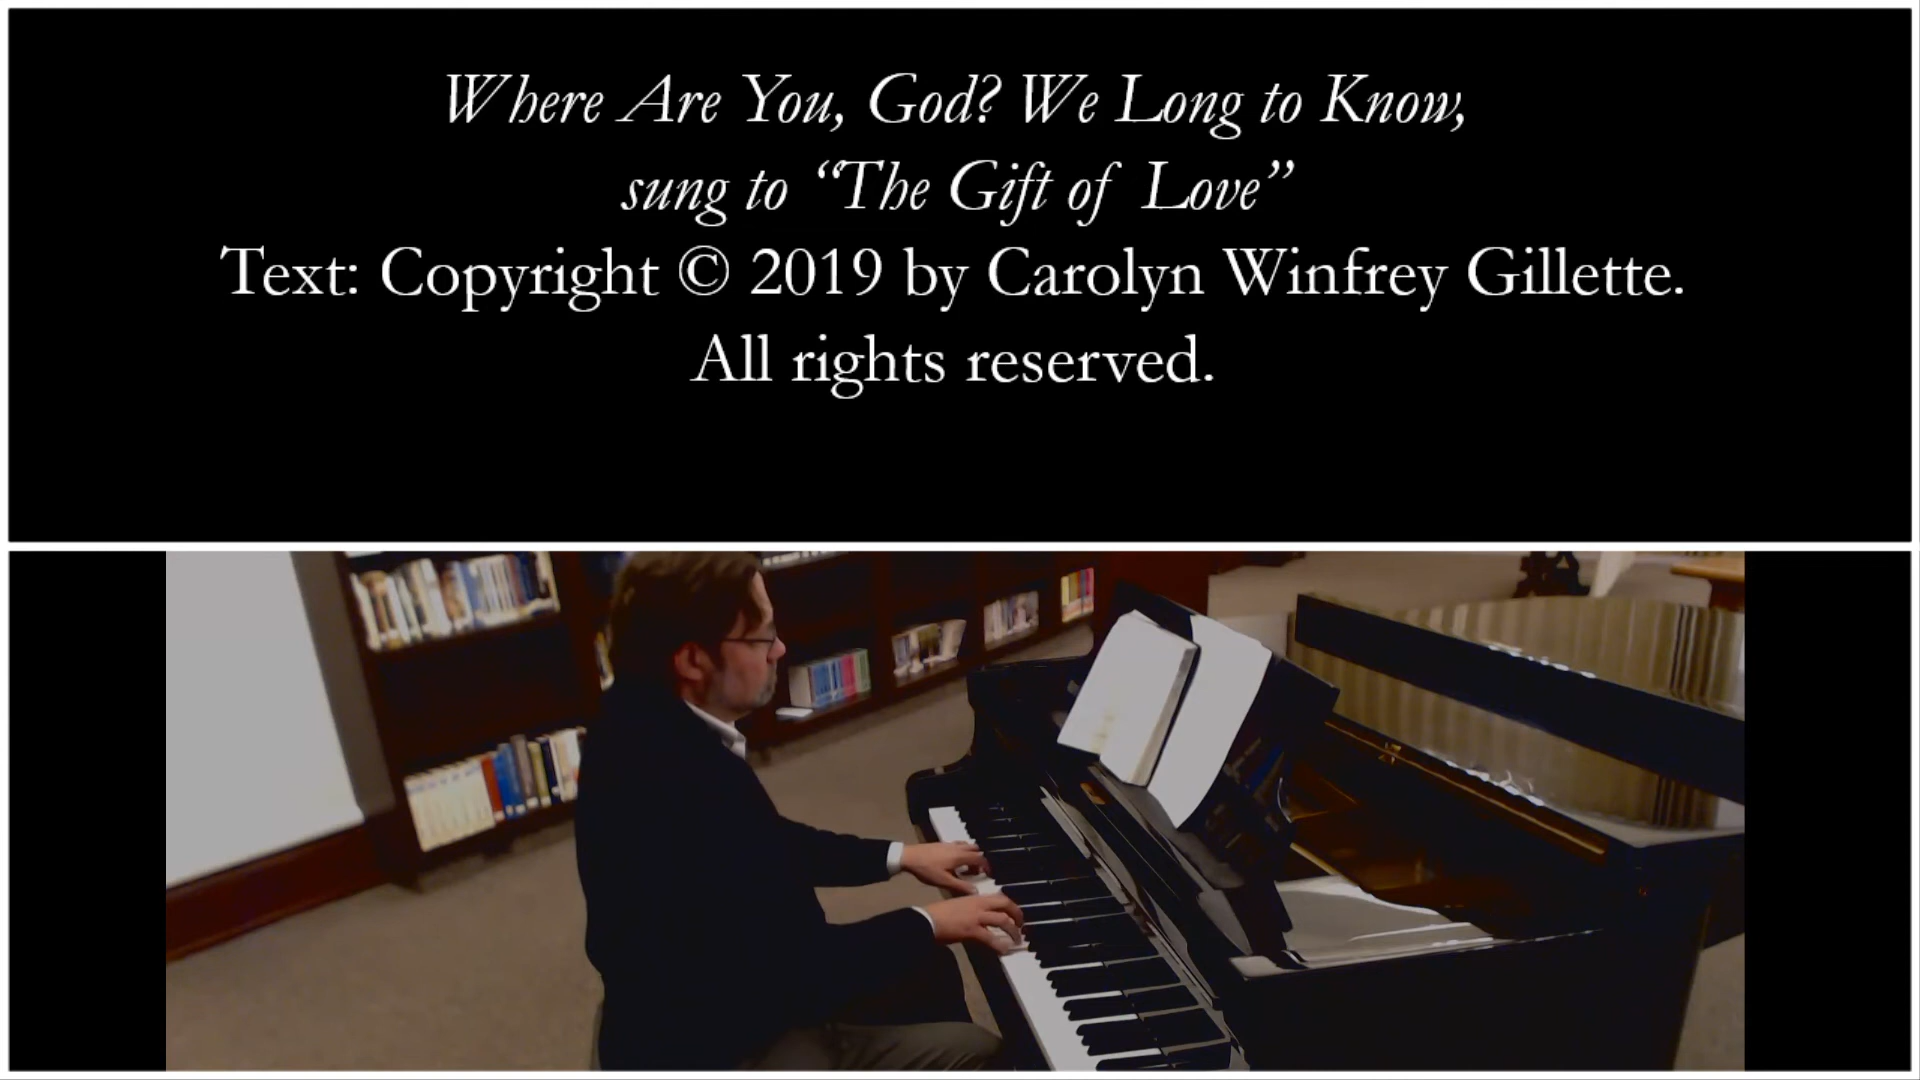 Where Are You, God? We Long to Know,
sung to “The Gift of Love”
Text: Copyright © 2019 by Carolyn Winfrey Gillette.
All rights reserved.